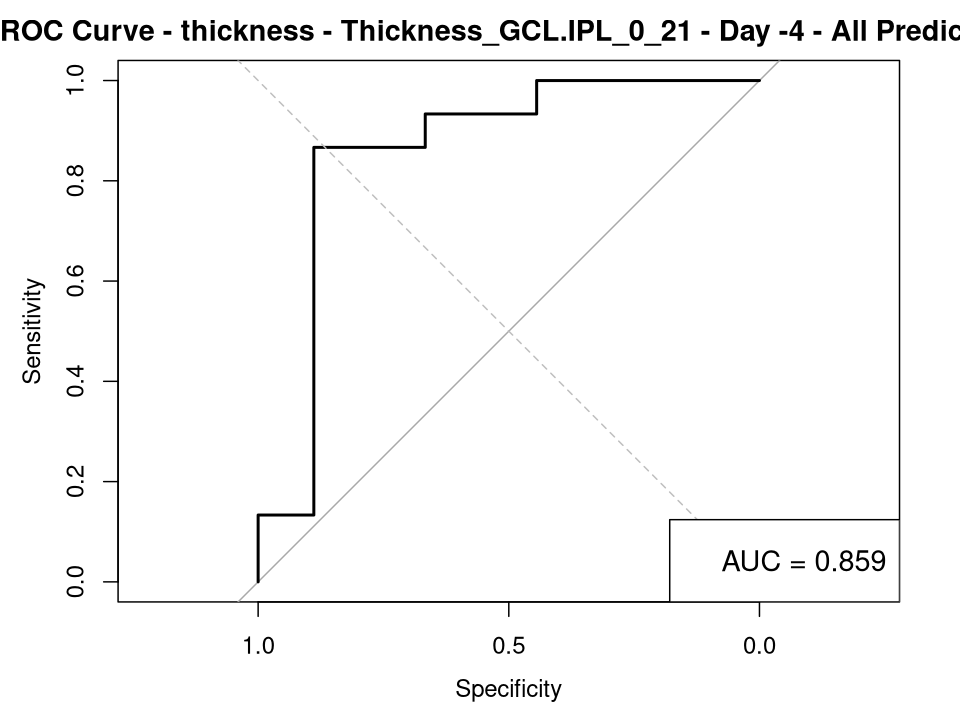 ROC Curve - thickness - Thickness_GCL.IPL_0_21 - Day -4 - All Predic
1.0
0.8
0.6
0.4
0.2
0.0
Sensitivity
AUC = 0.859
1.0 0.5 0.0
Specificity